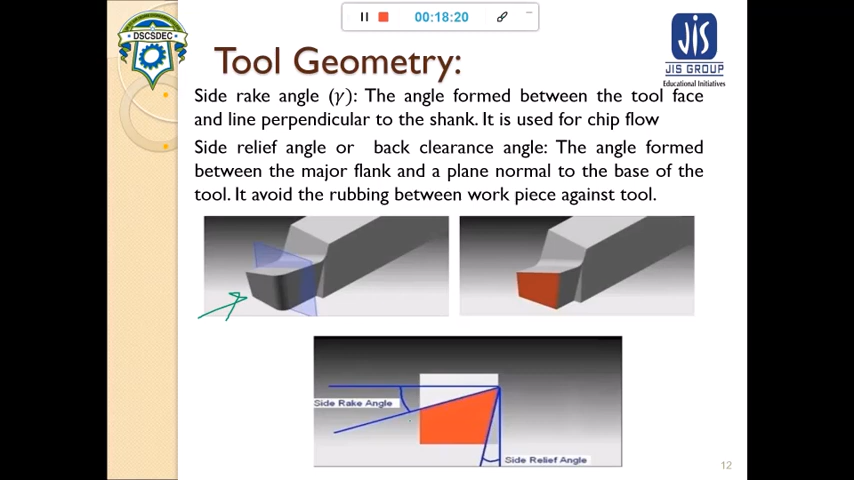 00:18:20
DSCSDEC
JIS
JIS GROUP
Educational Initiatives
Tool Geometry:
Side rake angle (γ): The angle formed between the tool face
and line perpendicular to the shank. It is used for chip flow
Side relief angle or back clearance angle: The angle formed
between the major flank and a plane normal to the base of the
tool. It avoid the rubbing between work piece against tool.
Side Rake Angle
Side Relief Angle
12